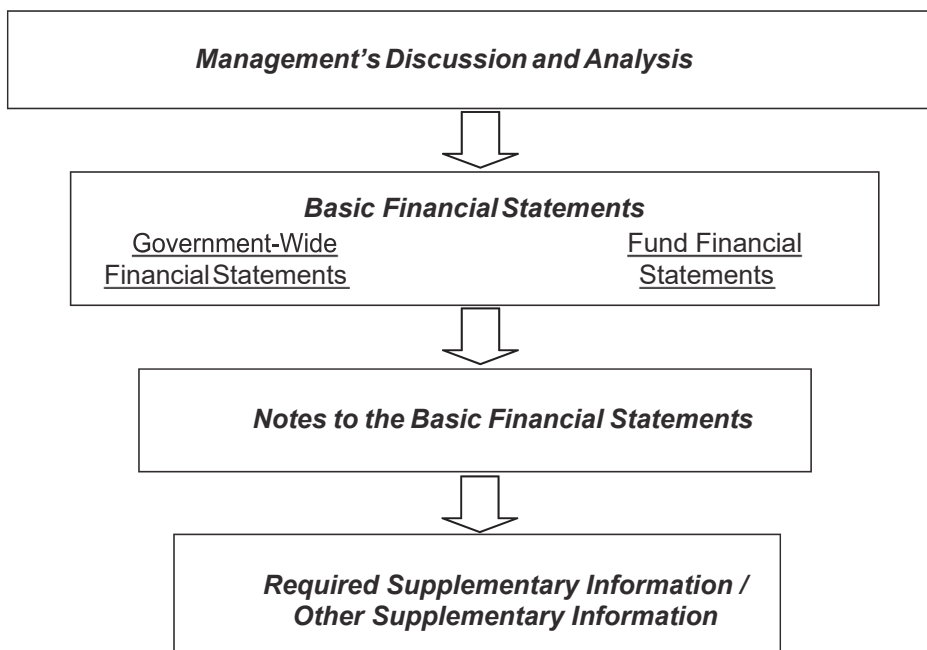 Management's Discussion and Analysis
Basic Financial Statements
Government-Wide
Financial Statements
Fund Financial
Statements
Notes to the Basic Financial Statements
Required Supplementary Information /
Other Supplementary Information